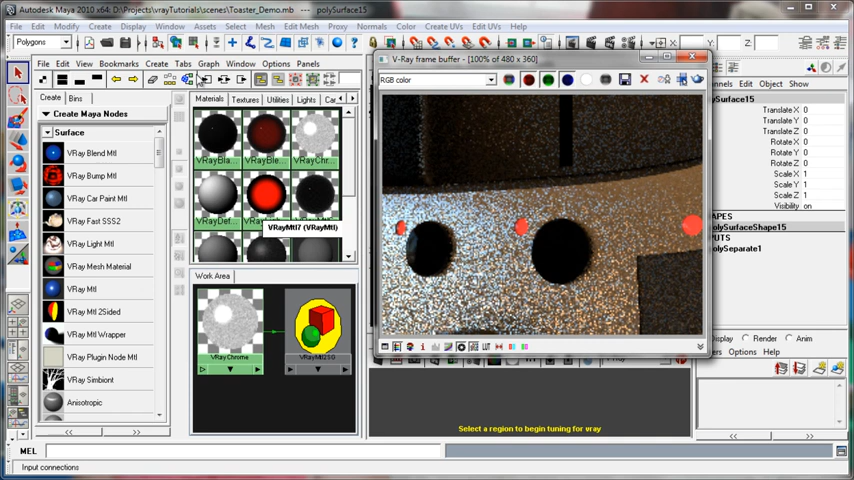 Autodesk Maya 2010 x64: D:\Projects\vrayTutorials\scenes\Toaster_Demo.mb --- polySurface15
File Modify Create Display Window Assets Select Mesh Edit Mesh Proxy Normals Color Create UVs Edit UVs Help
Polygons
File Edit View Bookmarks Create Tabs Graph Window Options Panels
V-Ray frame buffer - [100% of 480 x 360]
RGB color
Create Bins
Create Maya Nodes
Surface
VRay Blend Mtl
VRay Bump Mtl
VRay Car Paint Mtl
VRay Fast SSS2
VRay Light Mtl
VRay Mesh Material
VRay Mtl
VRay Mtl 2Sided
VRay Mtl Wrapper
VRay Plugin Node Mtl
VRay Simbiont
Anisotropic
Materials Textures Utilities Lights
VRayBla... VRayBle... VRayChr...
VRayDef...
VRayMtl7 (VRayMtl)
Work Area
VRayChrome
Edit Object Show
olySurface15
Translate X 0
Translate Y 0
Translate Z 0
Rotate X 0
Rotate Y 0
Rotate Z 0
Scale X 1
Scale Y 1
Scale Z 1
Visibility on
APES
olySurfaceShape15
PUTS
olySeparate1
Render Anim
Options Help
Select a region to begin tuning for vray
MEL
Input connections